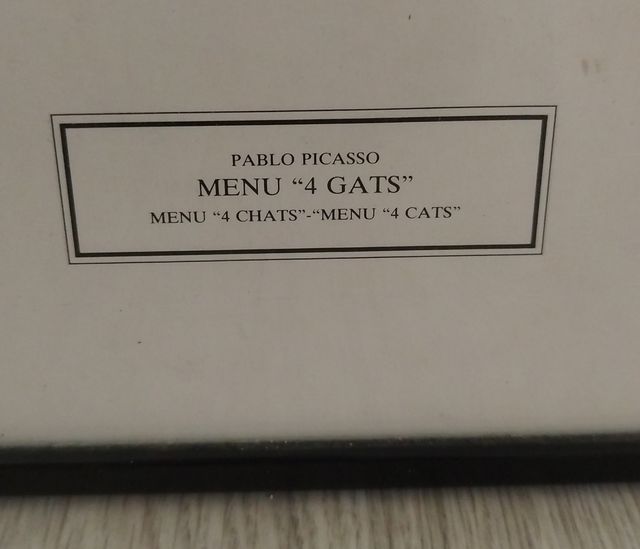 PABLO PICASSO
MENU “4 GATS”
MENU “4 CHATS”-“MENU “4 CATS”